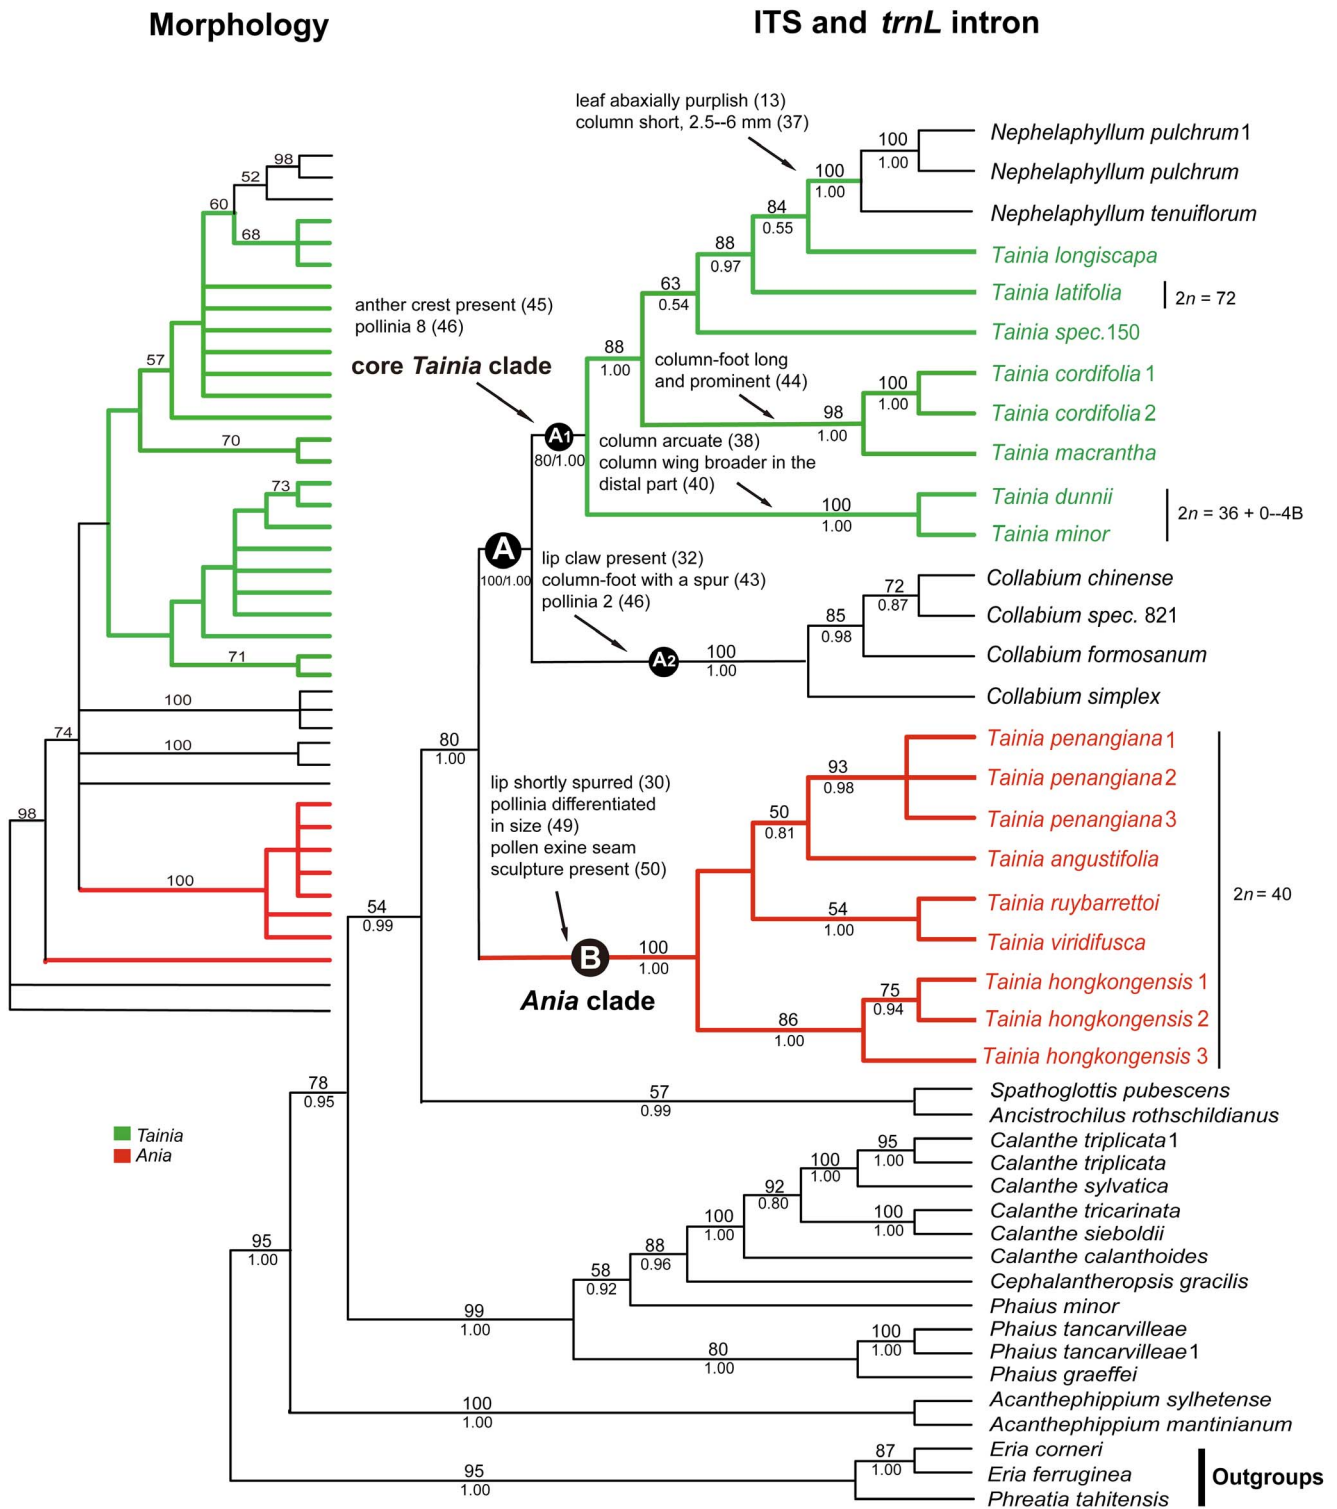 Morphology
ITS and trnL intron
98
52
60
68
57
70
73
71
100
74
100
98
100
Tainia
Ania
leaf abaxially purplish (13)
column short, 2.5--6 mm (37)
anther crest present (45)
pollinia 8 (46)
core Tainia clade
column-foot long
and prominent (44)
column arcuate (38)
column wing broader in the
distal part (40)
lip claw present (32)
column-foot with a spur (43)
pollinia 2 (46)
lip shortly spurred (30)
pollinia differentiated
in size (49)
pollen exine seam
sculpture present (50)
Ania clade
A1
80/1.00
A
100/1.00
A2
B
100
1.00
100
1.00
84
0.55
88
0.97
63
0.54
88
1.00
100
1.00
98
1.00
100
1.00
72
0.87
85
0.98
100
1.00
80
1.00
93
0.98
50
0.81
54
1.00
100
1.00
75
0.94
86
1.00
54
0.99
57
0.99
78
0.95
95
1.00
100
1.00
92
0.80
100
1.00
100
1.00
88
0.96
58
0.92
99
1.00
100
1.00
80
1.00
95
1.00
100
1.00
87
1.00
95
1.00
Nephelaphyllum pulchrum1
Nephelaphyllum pulchrum
Nephelaphyllum tenuiflorum
Tainia longiscapa
Tainia latifolia
2n = 72
Tainia spec.150
Tainia cordifolia 1
Tainia cordifolia 2
Tainia macrantha
Tainia dunnii
2n = 36 + 0--4B
Tainia minor
Collabium chinense
Collabium spec. 821
Collabium formosanum
Collabium simplex
Tainia penangiana 1
Tainia penangiana 2
Tainia penangiana 3
Tainia angustifolia
2n = 40
Tainia ruybarrettoi
Tainia viridifusca
Tainia hongkongensis 1
Tainia hongkongensis 2
Tainia hongkongensis 3
Spathoglottis pubescens
Ancistrochilus rothschildianus
Calanthe triplicata1
Calanthe triplicata
Calanthe sylvatica
Calanthe tricarinata
Calanthe sieboldii
Calanthe calanthoides
Cephalantheropsis gracilis
Phaius minor
Phaius tancarvilleae
Phaius tancarvilleae1
Phaius graeffei
Acanthephippium sylhetense
Acanthephippium mantinianum
Eria corneri
Eria ferruginea
Outgroups
Phreatia tahitensis